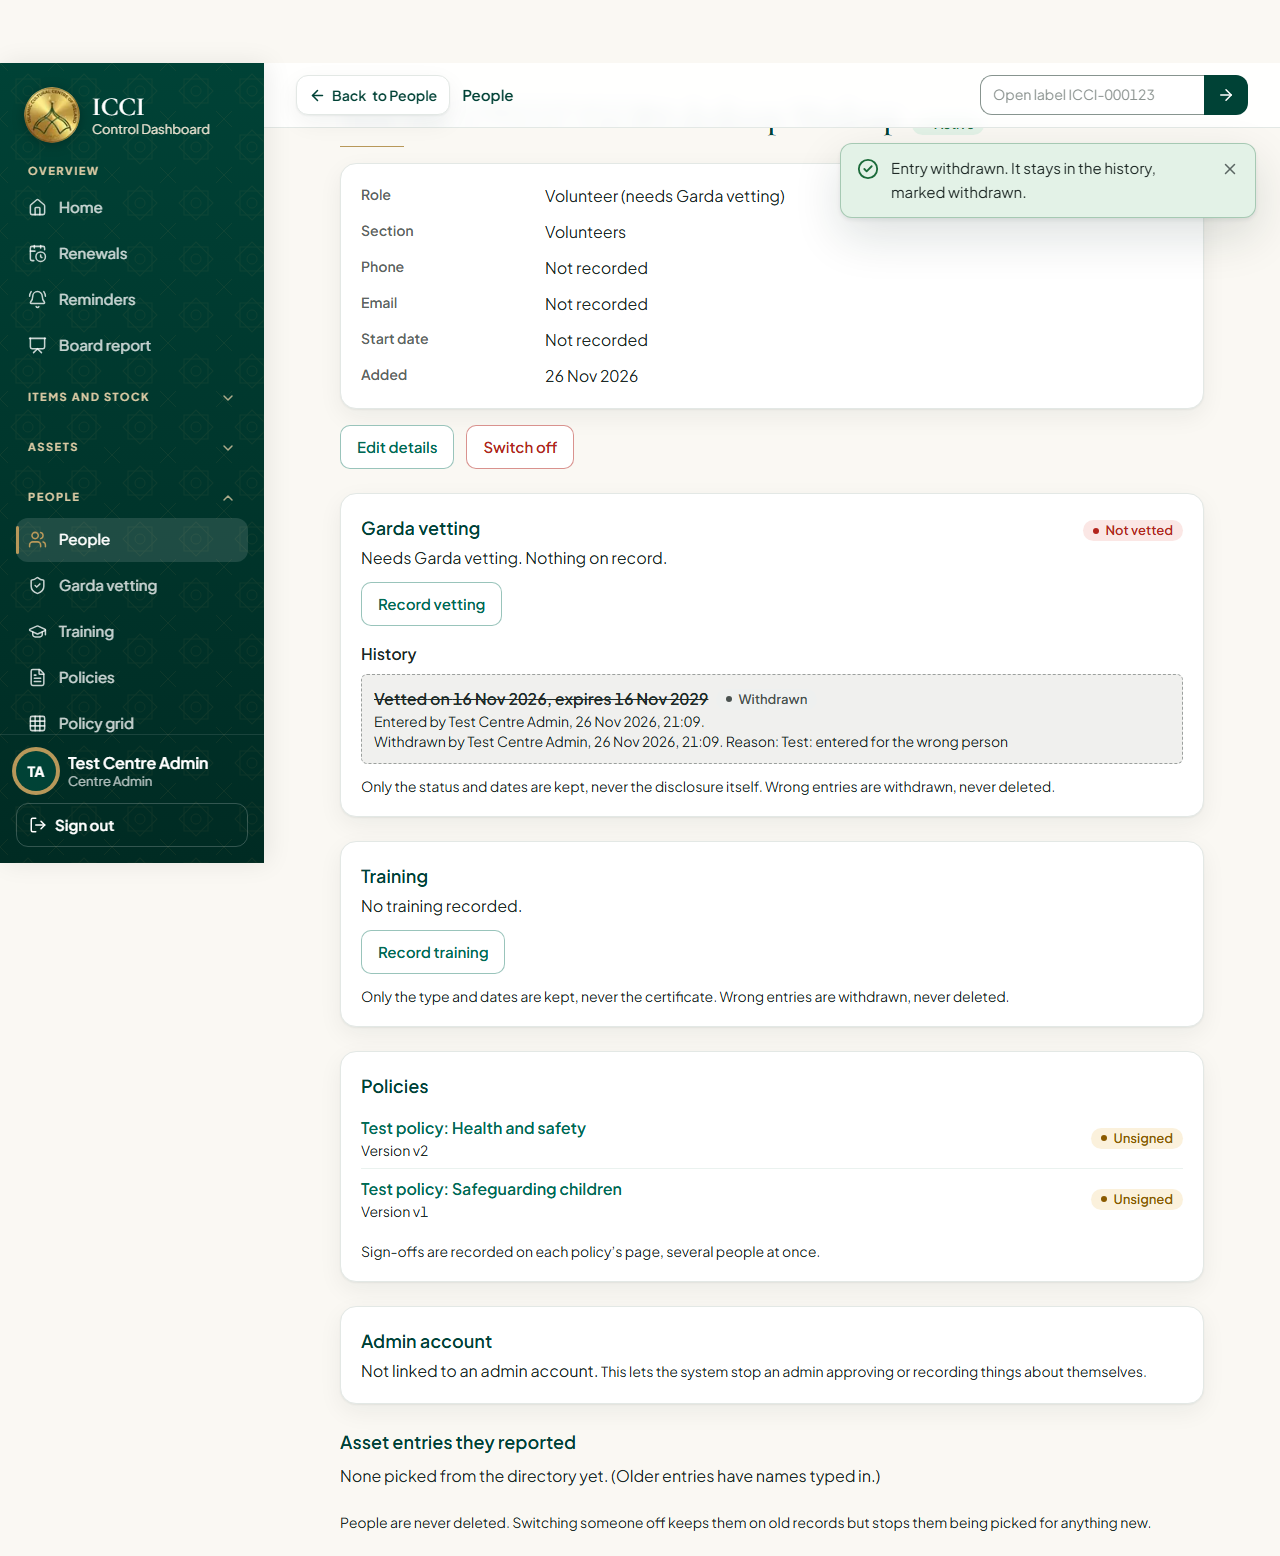 ICCI
Control Dashboard
OVERVIEW
Home
Renewals
Reminders
Board report
ITEMS AND STOCK
ASSETS
PEOPLE
People
Garda vetting
Training
Policies
Policy grid
TA
Test Centre Admin
Centre Admin
Sign out
Back to People
People
Open label ICCI-000123
Entry withdrawn. It stays in the history,
marked withdrawn.
Role
Volunteer (needs Garda vetting)
Section
Volunteers
Phone
Not recorded
Email
Not recorded
Start date
Not recorded
Added
26 Nov 2026
Edit details
Switch off
Garda vetting
Not vetted
Needs Garda vetting. Nothing on record.
Record vetting
History
Vetted on 16 Nov 2026, expires 16 Nov 2029
Withdrawn
Entered by Test Centre Admin, 26 Nov 2026, 21:09.
Withdrawn by Test Centre Admin, 26 Nov 2026, 21:09. Reason: Test: entered for the wrong person
Only the status and dates are kept, never the disclosure itself. Wrong entries are withdrawn, never deleted.
Training
No training recorded.
Record training
Only the type and dates are kept, never the certificate. Wrong entries are withdrawn, never deleted.
Policies
Test policy: Health and safety
Version v2
Unsigned
Test policy: Safeguarding children
Version v1
Unsigned
Sign-offs are recorded on each policy's page, several people at once.
Admin account
Not linked to an admin account. This lets the system stop an admin approving or recording things about themselves.
Asset entries they reported
None picked from the directory yet. (Older entries have names typed in.)
People are never deleted. Switching someone off keeps them on old records but stops them being picked for anything new.